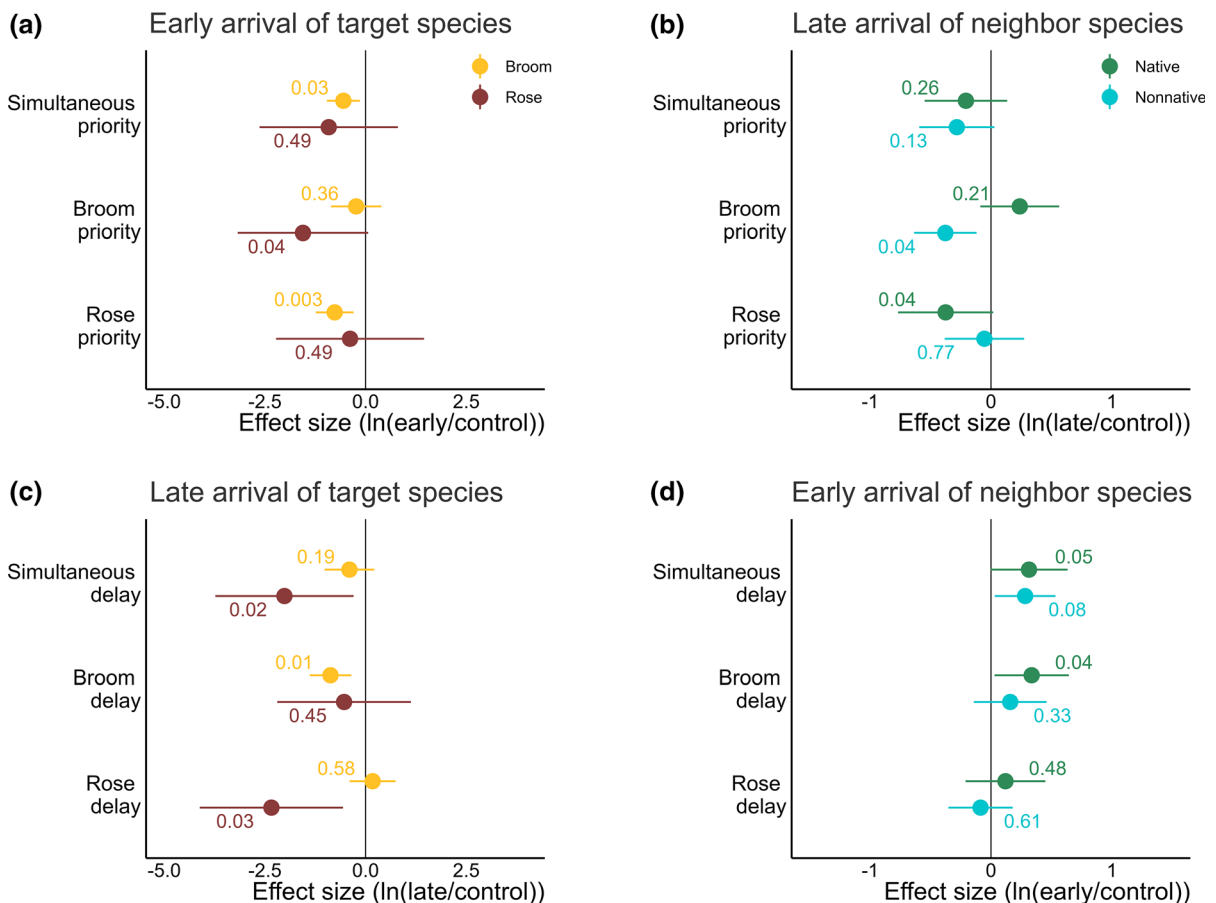 (a) Early arrival of target species
Broom
Rose
Simultaneous
priority
0.03
0.49
Broom
priority
0.36
0.04
Rose
priority
0.003
0.49
-5.0 -2.5 0.0 2.5
Effect size (ln(early/control))
(b) Late arrival of neighbor species
Native
Nonnative
Simultaneous
priority
0.26
0.13
Broom
priority
0.21
0.04
Rose
priority
0.04
0.77
-1 0 1
Effect size (ln(late/control))
(c) Late arrival of target species
Simultaneous
delay
0.19
0.02
Broom
delay
0.01
0.45
Rose
delay
0.58
0.03
-5.0 -2.5 0.0 2.5
Effect size (ln(late/control))
(d) Early arrival of neighbor species
Simultaneous
delay
0.05
0.08
Broom
delay
0.04
0.33
Rose
delay
0.48
0.61
-1 0 1
Effect size (ln(early/control))